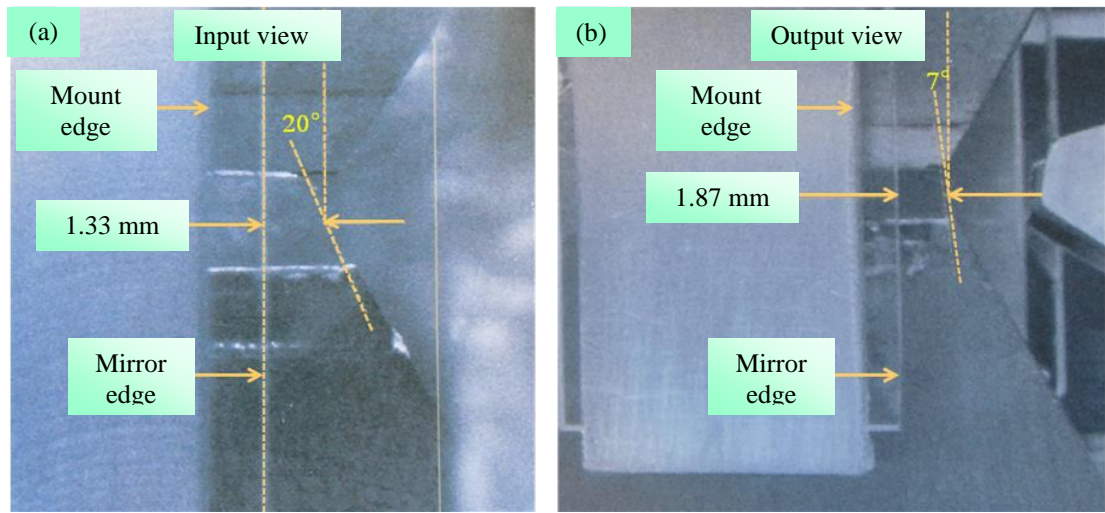 (a)
Input view
Mount
edge
20°
1.33 mm
Mirror
edge
(b)
Output view
Mount
edge
7°
1.87 mm
Mirror
edge